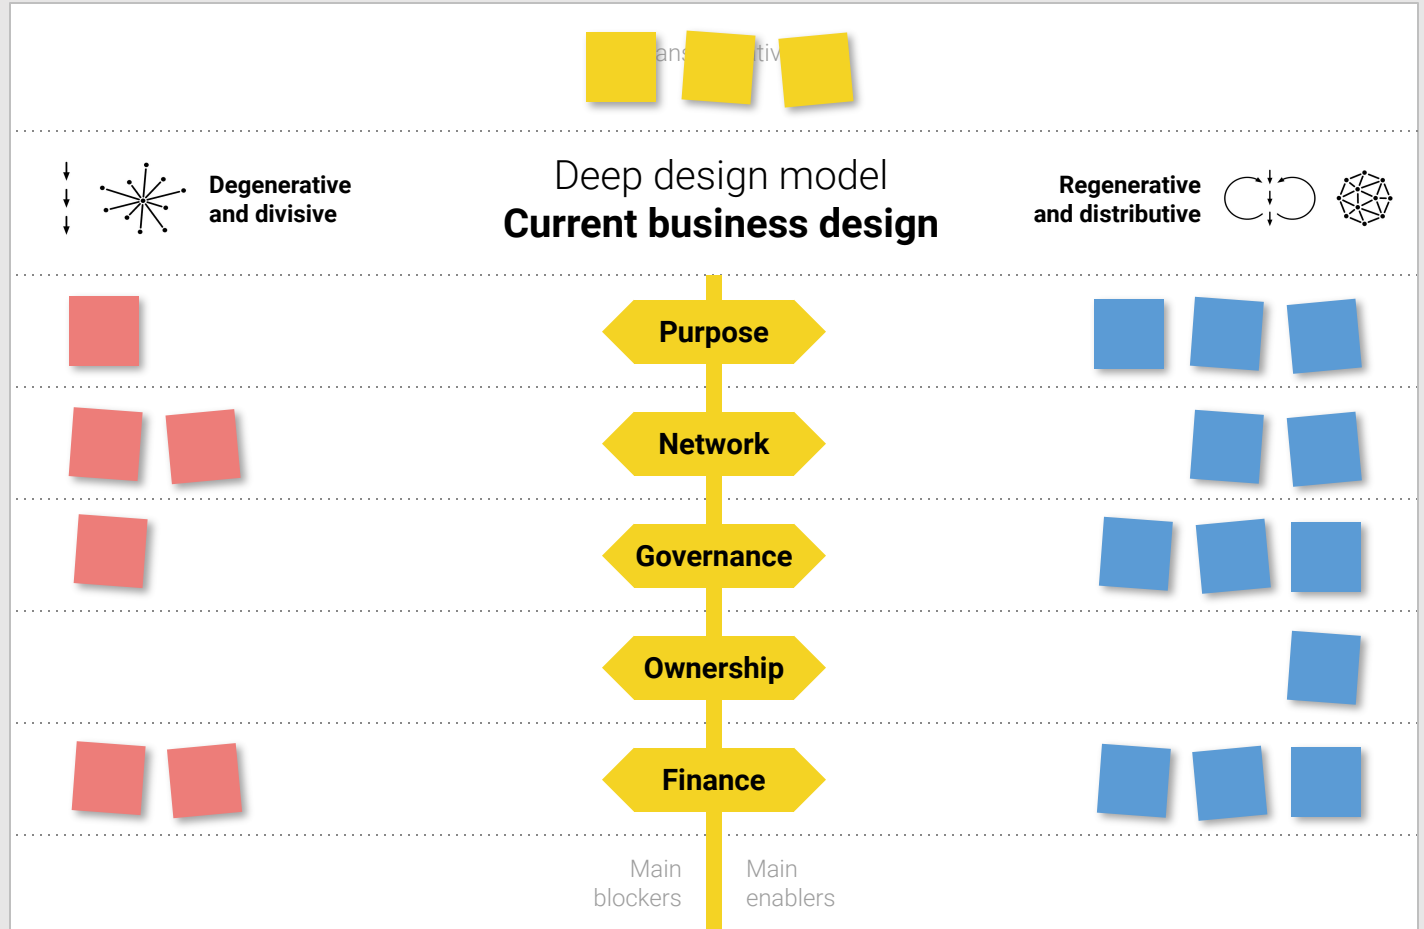 Degenerative
and divisive
Deep design model
Current business design
Regenerative
and distributive
Purpose
Network
Governance
Ownership
Finance
Main
blockers
Main
enablers